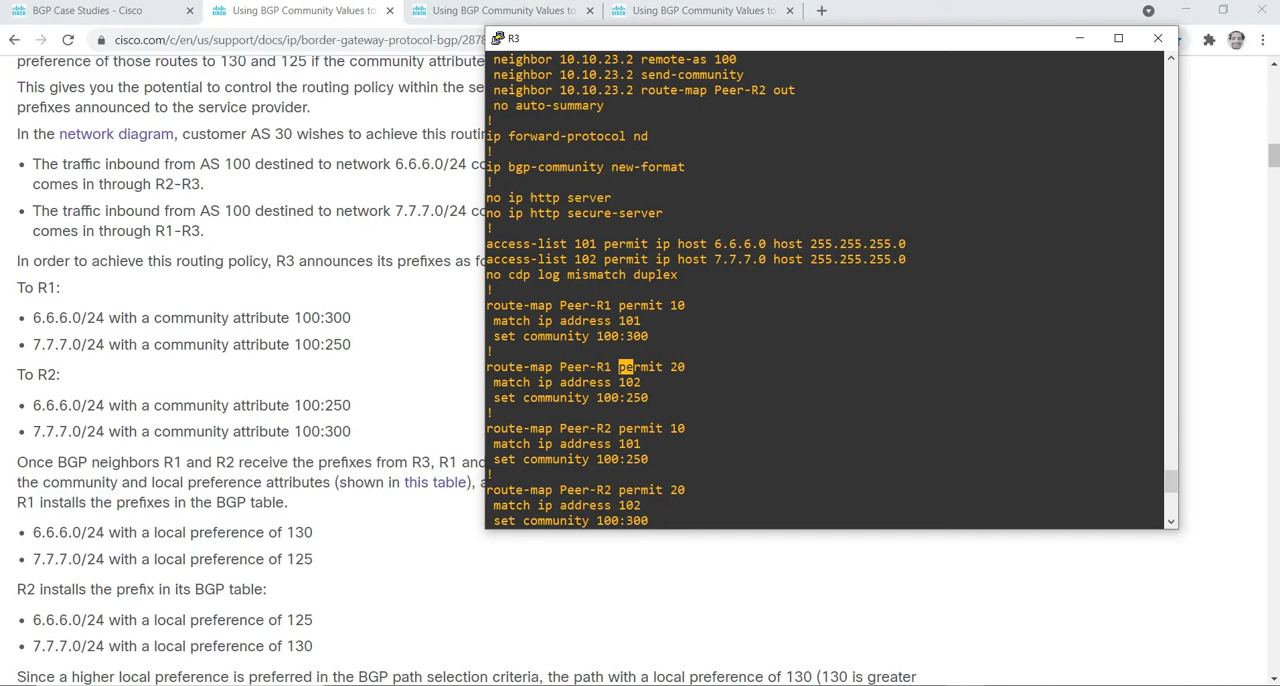 BGP Case Studies - Cisco
Using BGP Community Values to
Using BGP Community Values to
Using BGP Community Values to
cisco.com/c/en/us/support/docs/ip/border-gateway-protocol-bgp/2878
preference of those routes to 130 and 125 if the community attribute
This gives you the potential to control the routing policy within the se
prefixes announced to the service provider.
In the network diagram, customer AS 30 wishes to achieve this routin
• The traffic inbound from AS 100 destined to network 6.6.6.0/24 co
comes in through R2-R3.
• The traffic inbound from AS 100 destined to network 7.7.7.0/24 co
comes in through R1-R3.
In order to achieve this routing policy, R3 announces its prefixes as fo
To R1:
• 6.6.6.0/24 with a community attribute 100:300
• 7.7.7.0/24 with a community attribute 100:250
To R2:
• 6.6.6.0/24 with a community attribute 100:250
• 7.7.7.0/24 with a community attribute 100:300
Once BGP neighbors R1 and R2 receive the prefixes from R3, R1 and
the community and local preference attributes (shown in this table), a
R1 installs the prefixes in the BGP table.
• 6.6.6.0/24 with a local preference of 130
• 7.7.7.0/24 with a local preference of 125
R2 installs the prefix in its BGP table:
• 6.6.6.0/24 with a local preference of 125
• 7.7.7.0/24 with a local preference of 130
Since a higher local preference is preferred in the BGP path selection criteria, the path with a local preference of 130 (130 is greater
R3
neighbor 10.10.23.2 remote-as 100
neighbor 10.10.23.2 send-community
neighbor 10.10.23.2 route-map Peer-R2 out
no auto-summary
!
ip forward-protocol nd
!
ip bgp-community new-format
!
no ip http server
no ip http secure-server
!
access-list 101 permit ip host 6.6.6.0 host 255.255.255.0
access-list 102 permit ip host 7.7.7.0 host 255.255.255.0
no cdp log mismatch duplex
!
route-map Peer-R1 permit 10
match ip address 101
set community 100:300
!
route-map Peer-R1 permit 20
match ip address 102
set community 100:250
!
route-map Peer-R2 permit 10
match ip address 101
set community 100:250
!
route-map Peer-R2 permit 20
match ip address 102
set community 100:300